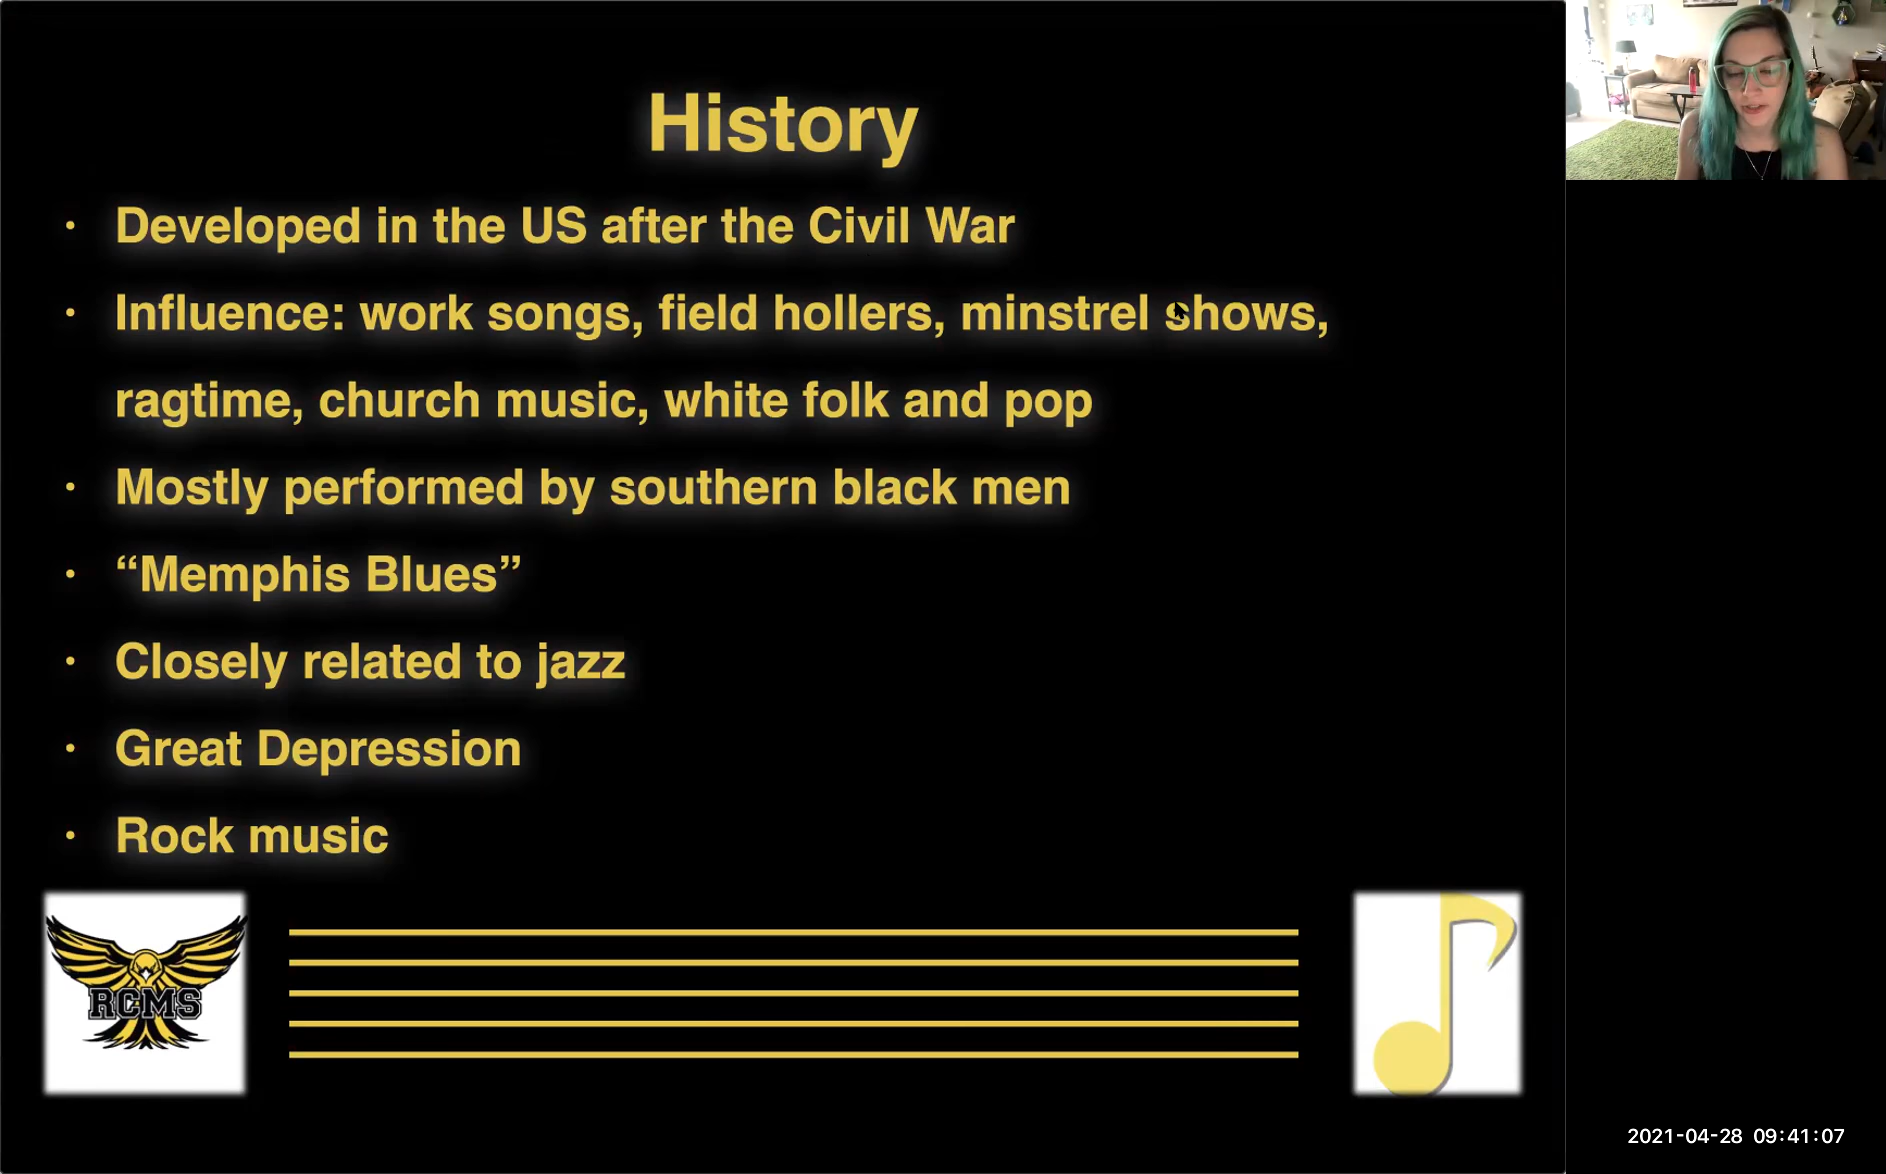 History
• Developed in the US after the Civil War
• Influence: work songs, field hollers, minstrel shows,
ragtime, church music, white folk and pop
• Mostly performed by southern black men
• “Memphis Blues”
• Closely related to jazz
• Great Depression
• Rock music
RCMS
2021-04-28 09:41:07